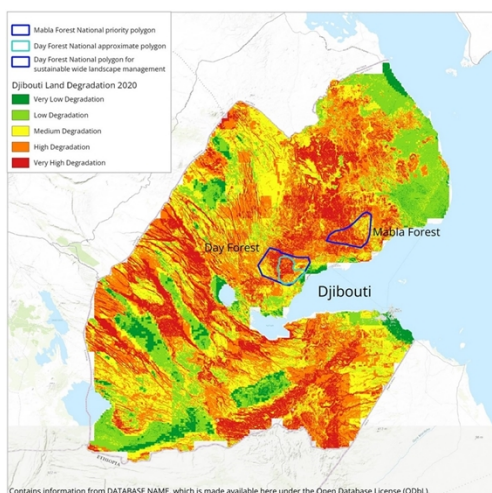 Mabla Forest National priority polygon
Day Forest National approximate polygon
Day Forest National polygon for
sustainable wide landscape management
Djibouti Land Degradation 2020
Very Low Degradation
Low Degradation
Medium Degradation
High Degradation
Very High Degradation
Mabla Forest
Day Forest
Djibouti
ETHIOPIA
Contains information from DATABASE NAME, which is made available here under the Open Database License (ODbL).